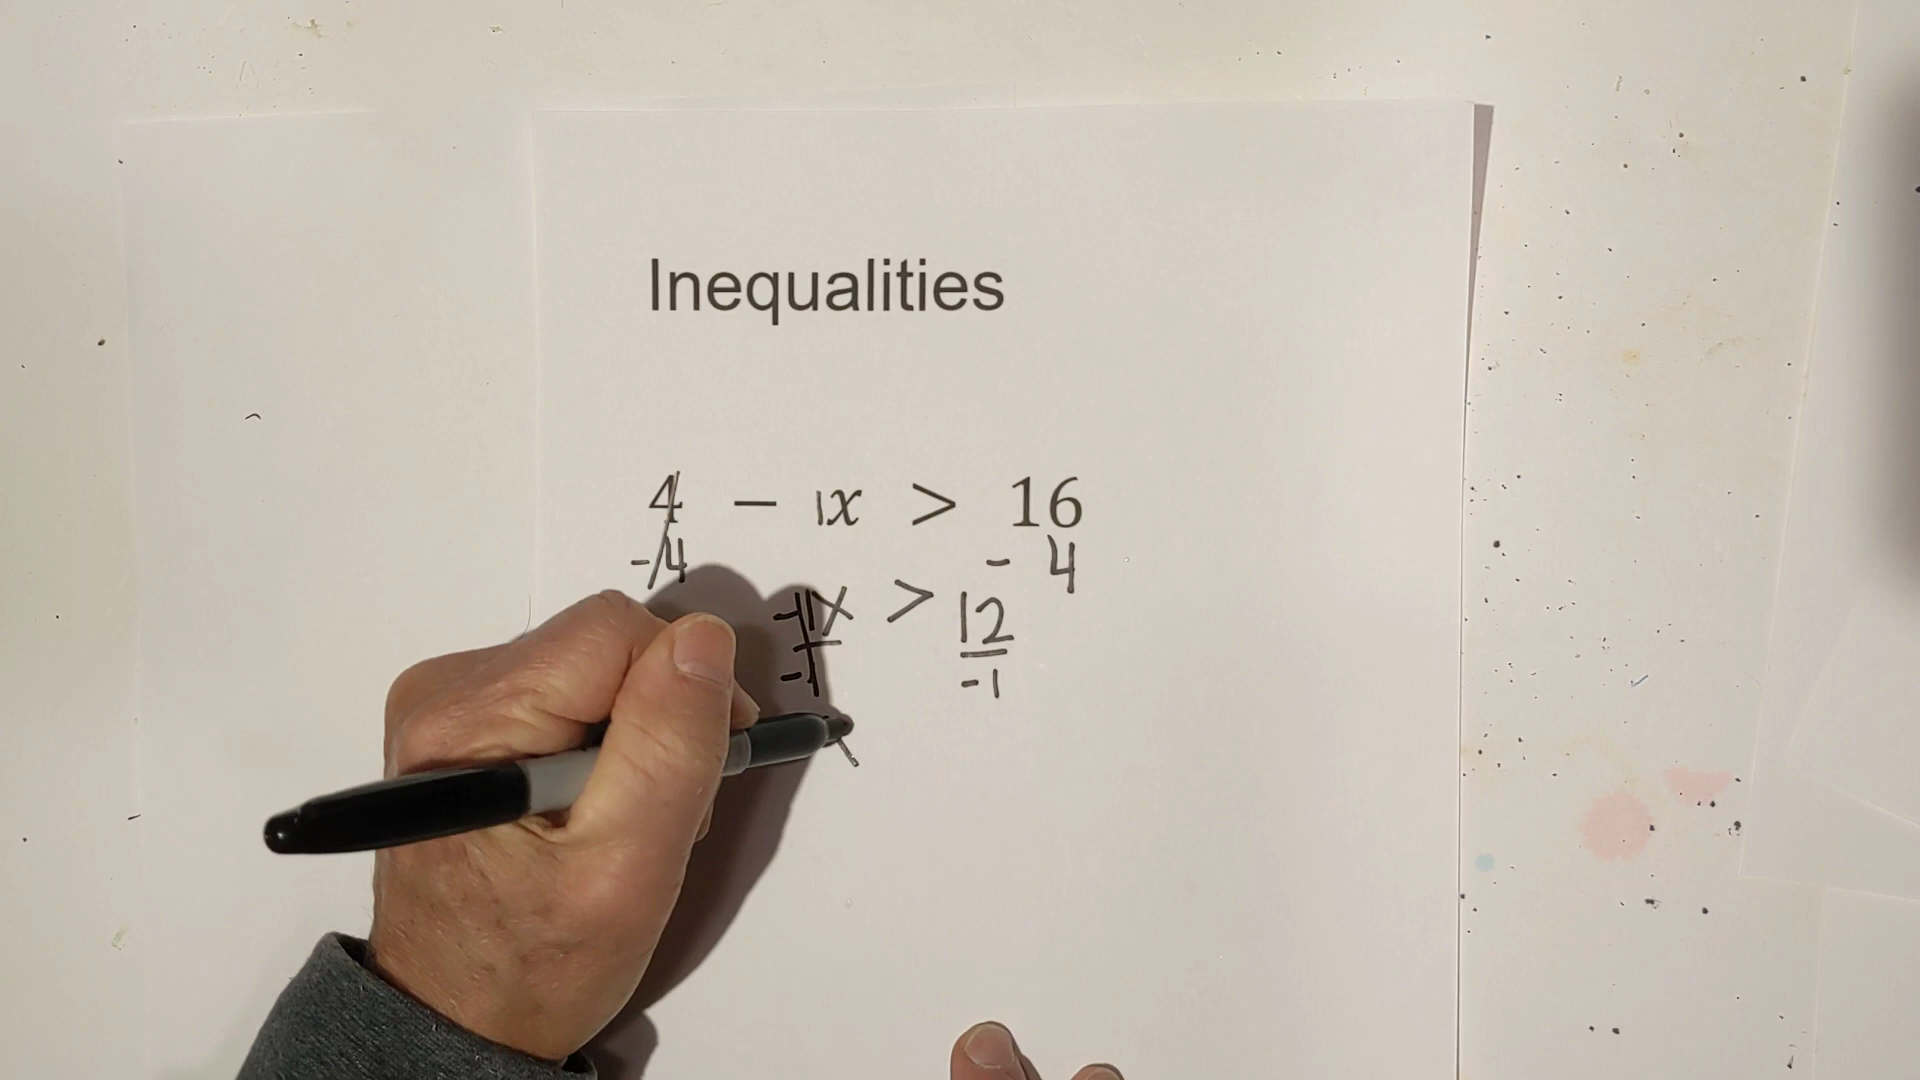 Inequalities
4 − 1x > 16
-4 - 4
-1x > 12
-1 -1